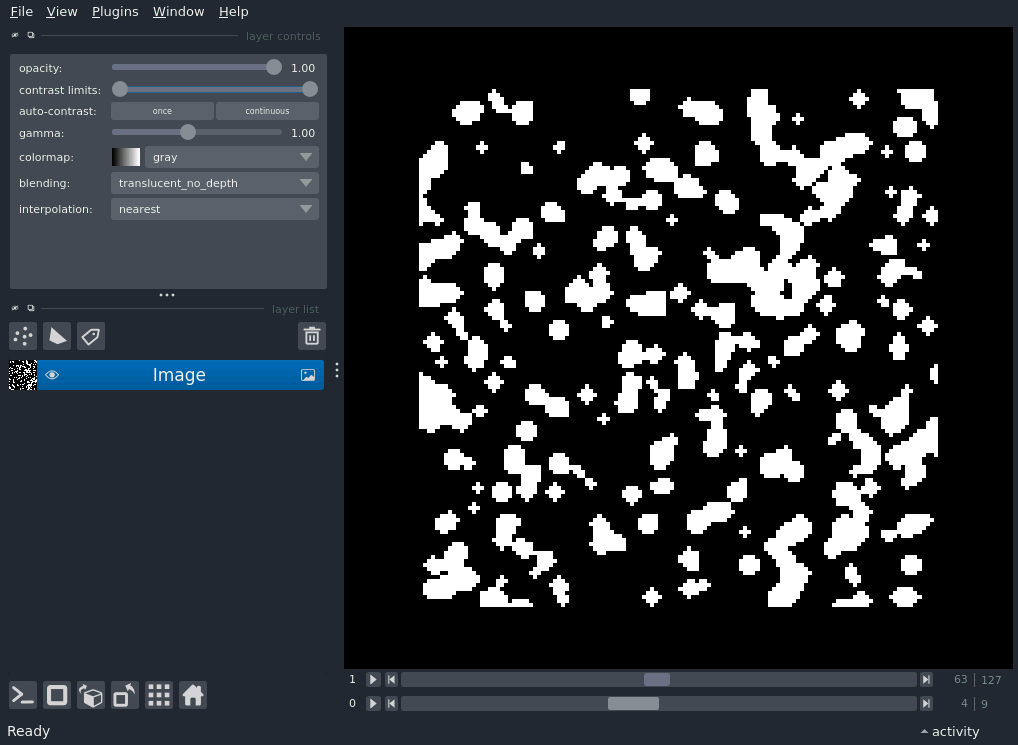 File View Plugins Window Help
layer controls
opacity: 1.00
contrast limits:
auto-contrast: once continuous
gamma: 1.00
colormap: gray
blending: translucent_no_depth
interpolation: nearest
layer list
Image
1 63 127
0 4 9
Ready activity